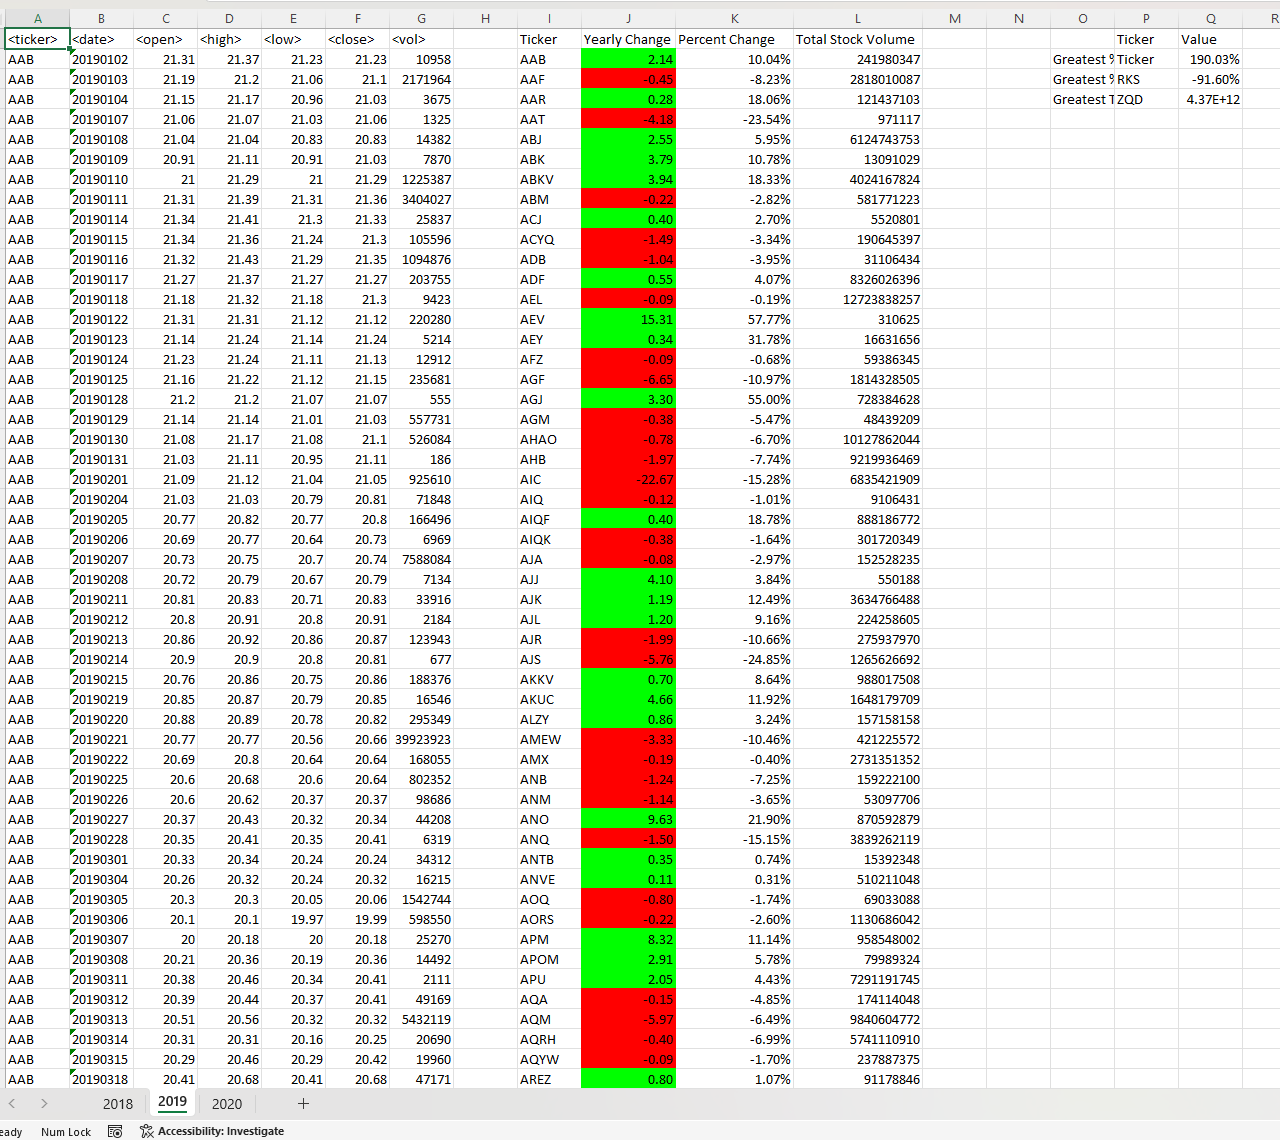 A B C D E F G H I J K L M N O P Q R
<ticker> <date> <open> <high> <low> <close> <vol> Ticker Yearly Change Percent Change Total Stock Volume Ticker Value
AAB 20190102 21.31 21.37 21.23 21.23 10958 AAB 2.14 10.04% 241980347 Greatest % Ticker 190.03%
AAB 20190103 21.19 21.2 21.06 21.1 2171964 AAF -0.45 -8.23% 2818010087 Greatest % RKS -91.60%
AAB 20190104 21.15 21.17 20.96 21.03 3675 AAR 0.28 18.06% 121437103 Greatest T ZQD 4.37E+12
AAB 20190107 21.06 21.07 21.03 21.06 1325 AAT -4.18 -23.54% 971117
AAB 20190108 21.04 21.04 20.83 20.83 14382 ABJ 2.55 5.95% 6124743753
AAB 20190109 20.91 21.11 20.91 21.03 7870 ABK 3.79 10.78% 13091029
AAB 20190110 21 21.29 21 21.29 1225387 ABKV 3.94 18.33% 4024167824
AAB 20190111 21.31 21.39 21.31 21.36 3404027 ABM -0.22 -2.82% 581771223
AAB 20190114 21.34 21.41 21.3 21.33 25837 ACJ 0.40 2.70% 5520801
AAB 20190115 21.34 21.36 21.24 21.3 105596 ACYQ -1.49 -3.34% 190645397
AAB 20190116 21.32 21.43 21.29 21.35 1094876 ADB -1.04 -3.95% 31106434
AAB 20190117 21.27 21.37 21.27 21.27 203755 ADF 0.55 4.07% 8326026396
AAB 20190118 21.18 21.32 21.18 21.3 9423 AEL -0.09 -0.19% 12723838257
AAB 20190122 21.31 21.31 21.12 21.12 220280 AEV 15.31 57.77% 310625
AAB 20190123 21.14 21.24 21.14 21.24 5214 AEY 0.34 31.78% 16631656
AAB 20190124 21.23 21.24 21.11 21.13 12912 AFZ -0.09 -0.68% 59386345
AAB 20190125 21.16 21.22 21.12 21.15 235681 AGF -6.65 -10.97% 1814328505
AAB 20190128 21.2 21.2 21.07 21.07 555 AGJ 3.30 55.00% 728384628
AAB 20190129 21.14 21.14 21.01 21.03 557731 AGM -0.38 -5.47% 48439209
AAB 20190130 21.08 21.17 21.08 21.1 526084 AHAO -0.78 -6.70% 10127862044
AAB 20190131 21.03 21.11 20.95 21.11 186 AHB -1.97 -7.74% 9219936469
AAB 20190201 21.09 21.12 21.04 21.05 925610 AIC -22.67 -15.28% 6835421909
AAB 20190204 21.03 21.03 20.79 20.81 71848 AIQ -0.12 -1.01% 9106431
AAB 20190205 20.77 20.82 20.77 20.8 166496 AIQF 0.40 18.78% 888186772
AAB 20190206 20.69 20.77 20.64 20.73 6969 AIQK -0.38 -1.64% 301720349
AAB 20190207 20.73 20.75 20.7 20.74 7588084 AJA -0.08 -2.97% 152528235
AAB 20190208 20.72 20.79 20.67 20.79 7134 AJJ 4.10 3.84% 550188
AAB 20190211 20.81 20.83 20.71 20.83 33916 AJK 1.19 12.49% 3634766488
AAB 20190212 20.8 20.91 20.8 20.91 2184 AJL 1.20 9.16% 224258605
AAB 20190213 20.86 20.92 20.86 20.87 123943 AJR -1.99 -10.66% 275937970
AAB 20190214 20.9 20.9 20.8 20.81 677 AJS -5.76 -24.85% 1265626692
AAB 20190215 20.76 20.86 20.75 20.86 188376 AKKV 0.70 8.64% 988017508
AAB 20190219 20.85 20.87 20.79 20.85 16546 AKUC 4.66 11.92% 1648179709
AAB 20190220 20.88 20.89 20.78 20.82 295349 ALZY 0.86 3.24% 157158158
AAB 20190221 20.77 20.77 20.56 20.66 39923923 AMEW -3.33 -10.46% 421225572
AAB 20190222 20.69 20.8 20.64 20.64 168055 AMX -0.19 -0.40% 2731351352
AAB 20190225 20.6 20.68 20.6 20.64 802352 ANB -1.24 -7.25% 159222100
AAB 20190226 20.6 20.62 20.37 20.37 98686 ANM -1.14 -3.65% 53097706
AAB 20190227 20.37 20.43 20.32 20.34 44208 ANO 9.63 21.90% 870592879
AAB 20190228 20.35 20.41 20.35 20.41 6319 ANQ -1.50 -15.15% 3839262119
AAB 20190301 20.33 20.34 20.24 20.24 34312 ANTB 0.35 0.74% 15392348
AAB 20190304 20.26 20.32 20.24 20.32 16215 ANVE 0.11 0.31% 510211048
AAB 20190305 20.3 20.3 20.05 20.06 1542744 AOQ -0.80 -1.74% 69033088
AAB 20190306 20.1 20.1 19.97 19.99 598550 AORS -0.22 -2.60% 1130686042
AAB 20190307 20 20.18 20 20.18 25270 APM 8.32 11.14% 958548002
AAB 20190308 20.21 20.36 20.19 20.36 14492 APOM 2.91 5.78% 79989324
AAB 20190311 20.38 20.46 20.34 20.41 2111 APU 2.05 4.43% 7291191745
AAB 20190312 20.39 20.44 20.37 20.41 49169 AQA -0.15 -4.85% 174114048
AAB 20190313 20.51 20.56 20.32 20.32 5432119 AQM -5.97 -6.49% 9840604772
AAB 20190314 20.31 20.31 20.16 20.25 20690 AQRH -0.40 -6.99% 5741110910
AAB 20190315 20.29 20.46 20.29 20.42 19960 AQYW -0.09 -1.70% 237887375
AAB 20190318 20.41 20.68 20.41 20.68 47171 AREZ 0.80 1.07% 91178846
2018 2019 2020 +
eady Num Lock Accessibility: Investigate